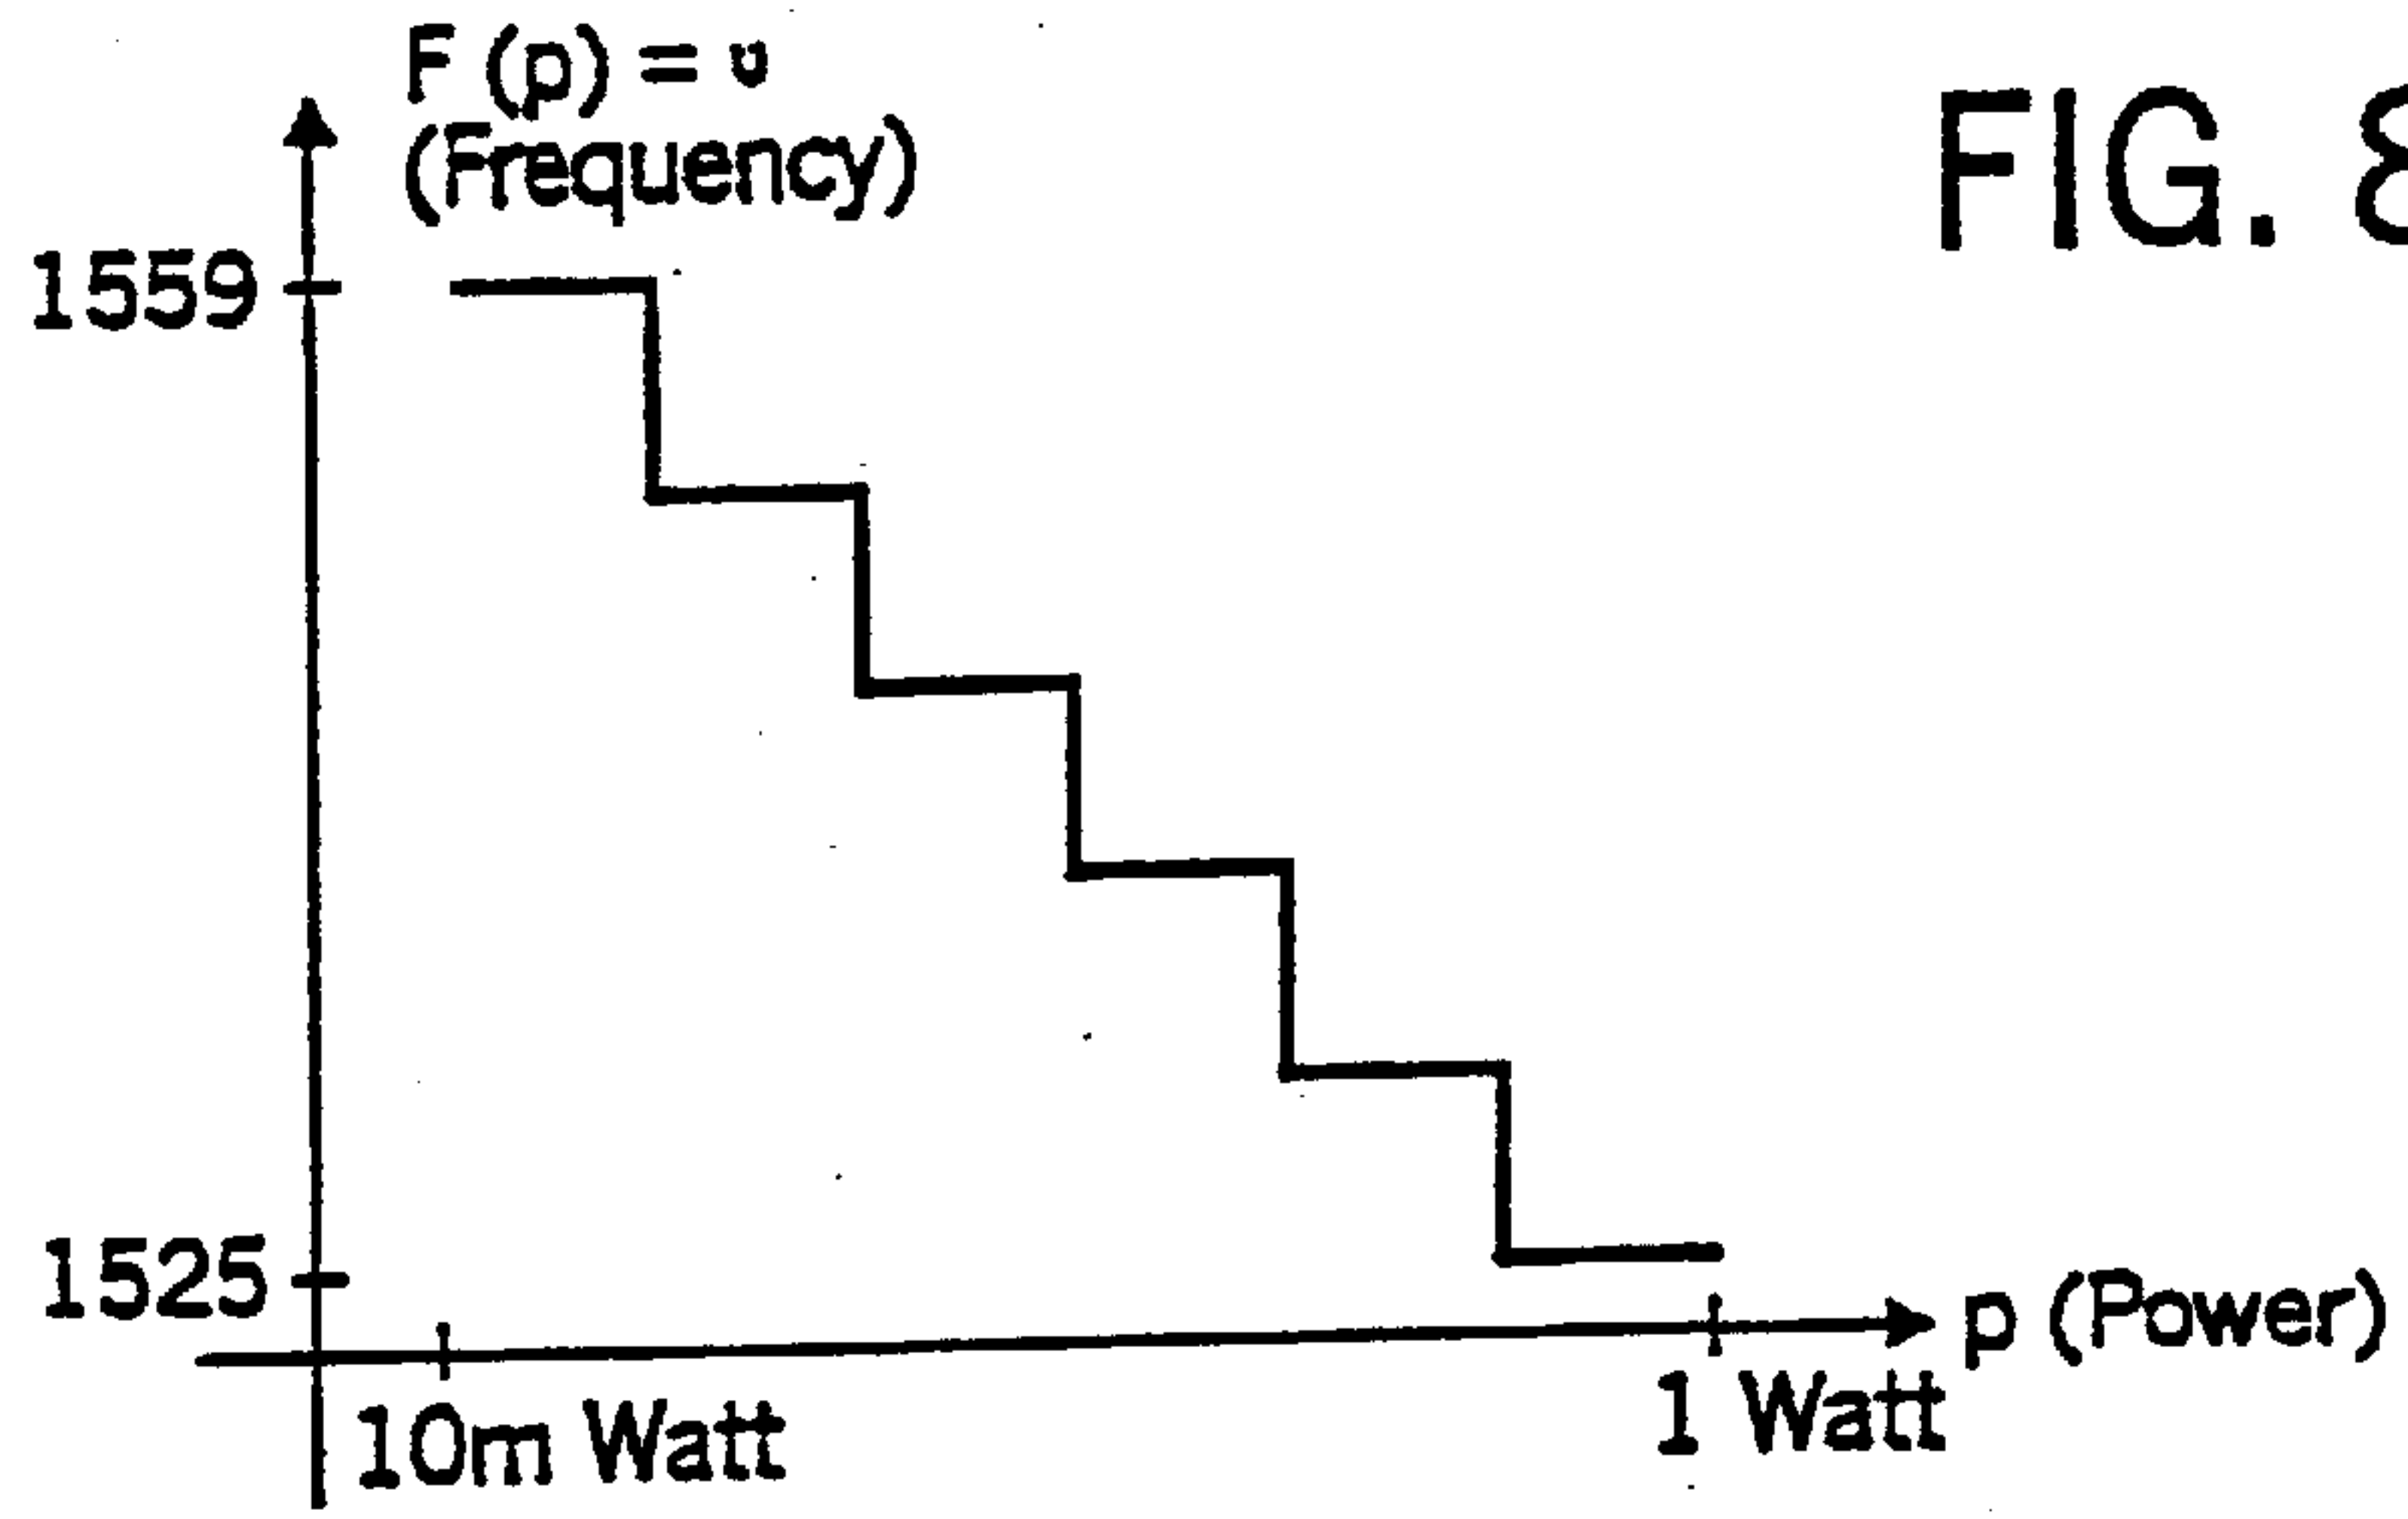 F (p) = υ
(Frequency)
FIG. 8
1559
1525
10m Watt
1 Watt
p (Power)